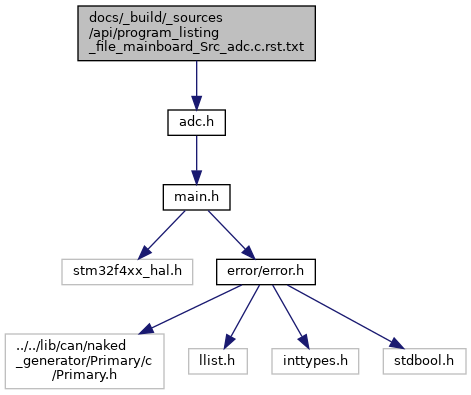 docs/_build/_sources
/api/program_listing
_file_mainboard_Src_adc.c.rst.txt
adc.h
main.h
stm32f4xx_hal.h
error/error.h
../../lib/can/naked
_generator/Primary/c
/Primary.h
llist.h
inttypes.h
stdbool.h